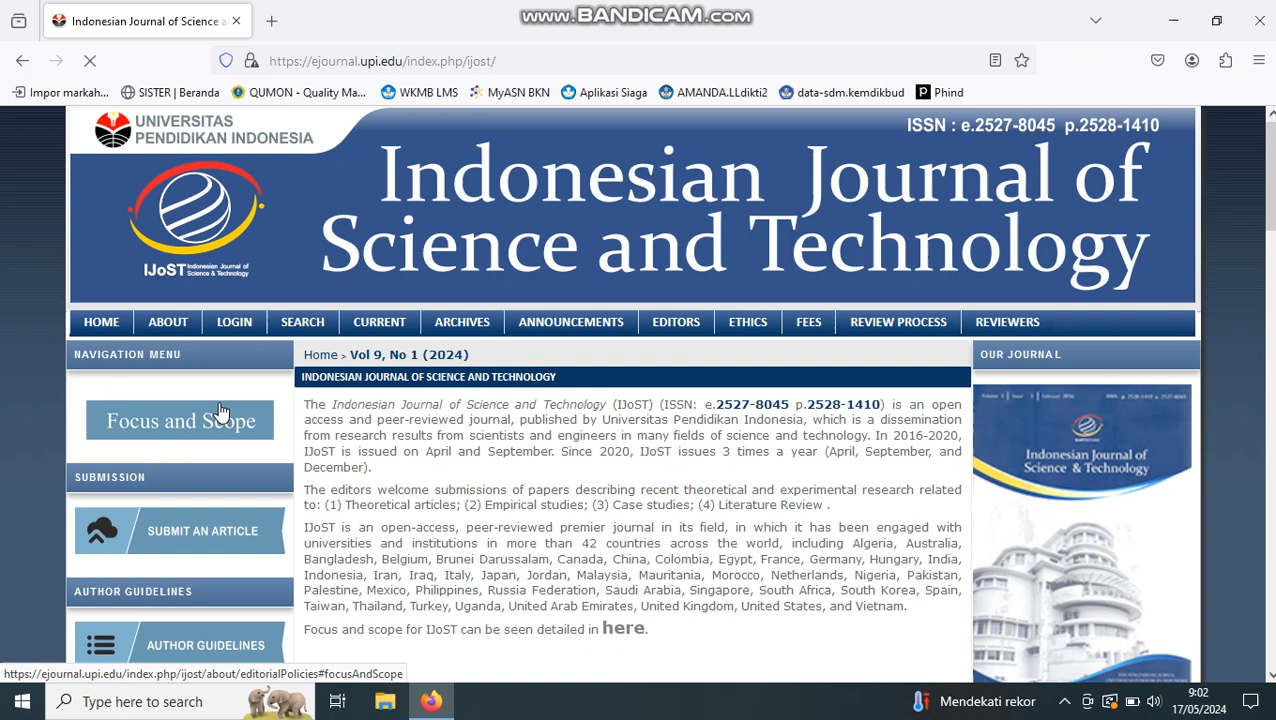 www.BANDICAM.com
Indonesian Journal of Science a
https://ejournal.upi.edu/index.php/ijost/
Impor markah...
SISTER | Beranda
QUMON - Quality Ma...
WKMB LMS
MyASN BKN
Aplikasi Siaga
AMANDA.LLdikti2
data-sdm.kemdikbud
Phind
UNIVERSITAS
PENDIDIKAN INDONESIA
ISSN : e.2527-8045 p.2528-1410
Indonesian Journal of
Science and Technology
IJoST Indonesian Journal of
Science & Technology
HOME ABOUT LOGIN SEARCH CURRENT ARCHIVES ANNOUNCEMENTS EDITORS ETHICS FEES REVIEW PROCESS REVIEWERS
NAVIGATION MENU
Focus and Scope
SUBMISSION
SUBMIT AN ARTICLE
AUTHOR GUIDELINES
AUTHOR GUIDELINES
Home > Vol 9, No 1 (2024)
INDONESIAN JOURNAL OF SCIENCE AND TECHNOLOGY
The Indonesian Journal of Science and Technology (IJoST) (ISSN: e.2527-8045 p.2528-1410) is an open
access and peer-reviewed journal, published by Universitas Pendidikan Indonesia, which is a dissemination
from research results from scientists and engineers in many fields of science and technology. In 2016-2020,
IJoST is issued on April and September. Since 2020, IJoST issues 3 times a year (April, September, and
December).
The editors welcome submissions of papers describing recent theoretical and experimental research related
to: (1) Theoretical articles; (2) Empirical studies; (3) Case studies; (4) Literature Review .
IJoST is an open-access, peer-reviewed premier journal in its field, in which it has been engaged with
universities and institutions in more than 42 countries across the world, including Algeria, Australia,
Bangladesh, Belgium, Brunei Darussalam, Canada, China, Colombia, Egypt, France, Germany, Hungary, India,
Indonesia, Iran, Iraq, Italy, Japan, Jordan, Malaysia, Mauritania, Morocco, Netherlands, Nigeria, Pakistan,
Palestine, Mexico, Philippines, Russia Federation, Saudi Arabia, Singapore, South Africa, South Korea, Spain,
Taiwan, Thailand, Turkey, Uganda, United Arab Emirates, United Kingdom, United States, and Vietnam.
Focus and scope for IJoST can be seen detailed in here.
OUR JOURNAL
Indonesian Journal of
Science & Technology
https://ejournal.upi.edu/index.php/ijost/about/editorialPolicies#focusAndScope
Type here to search
Mendekati rekor
9:02
17/05/2024